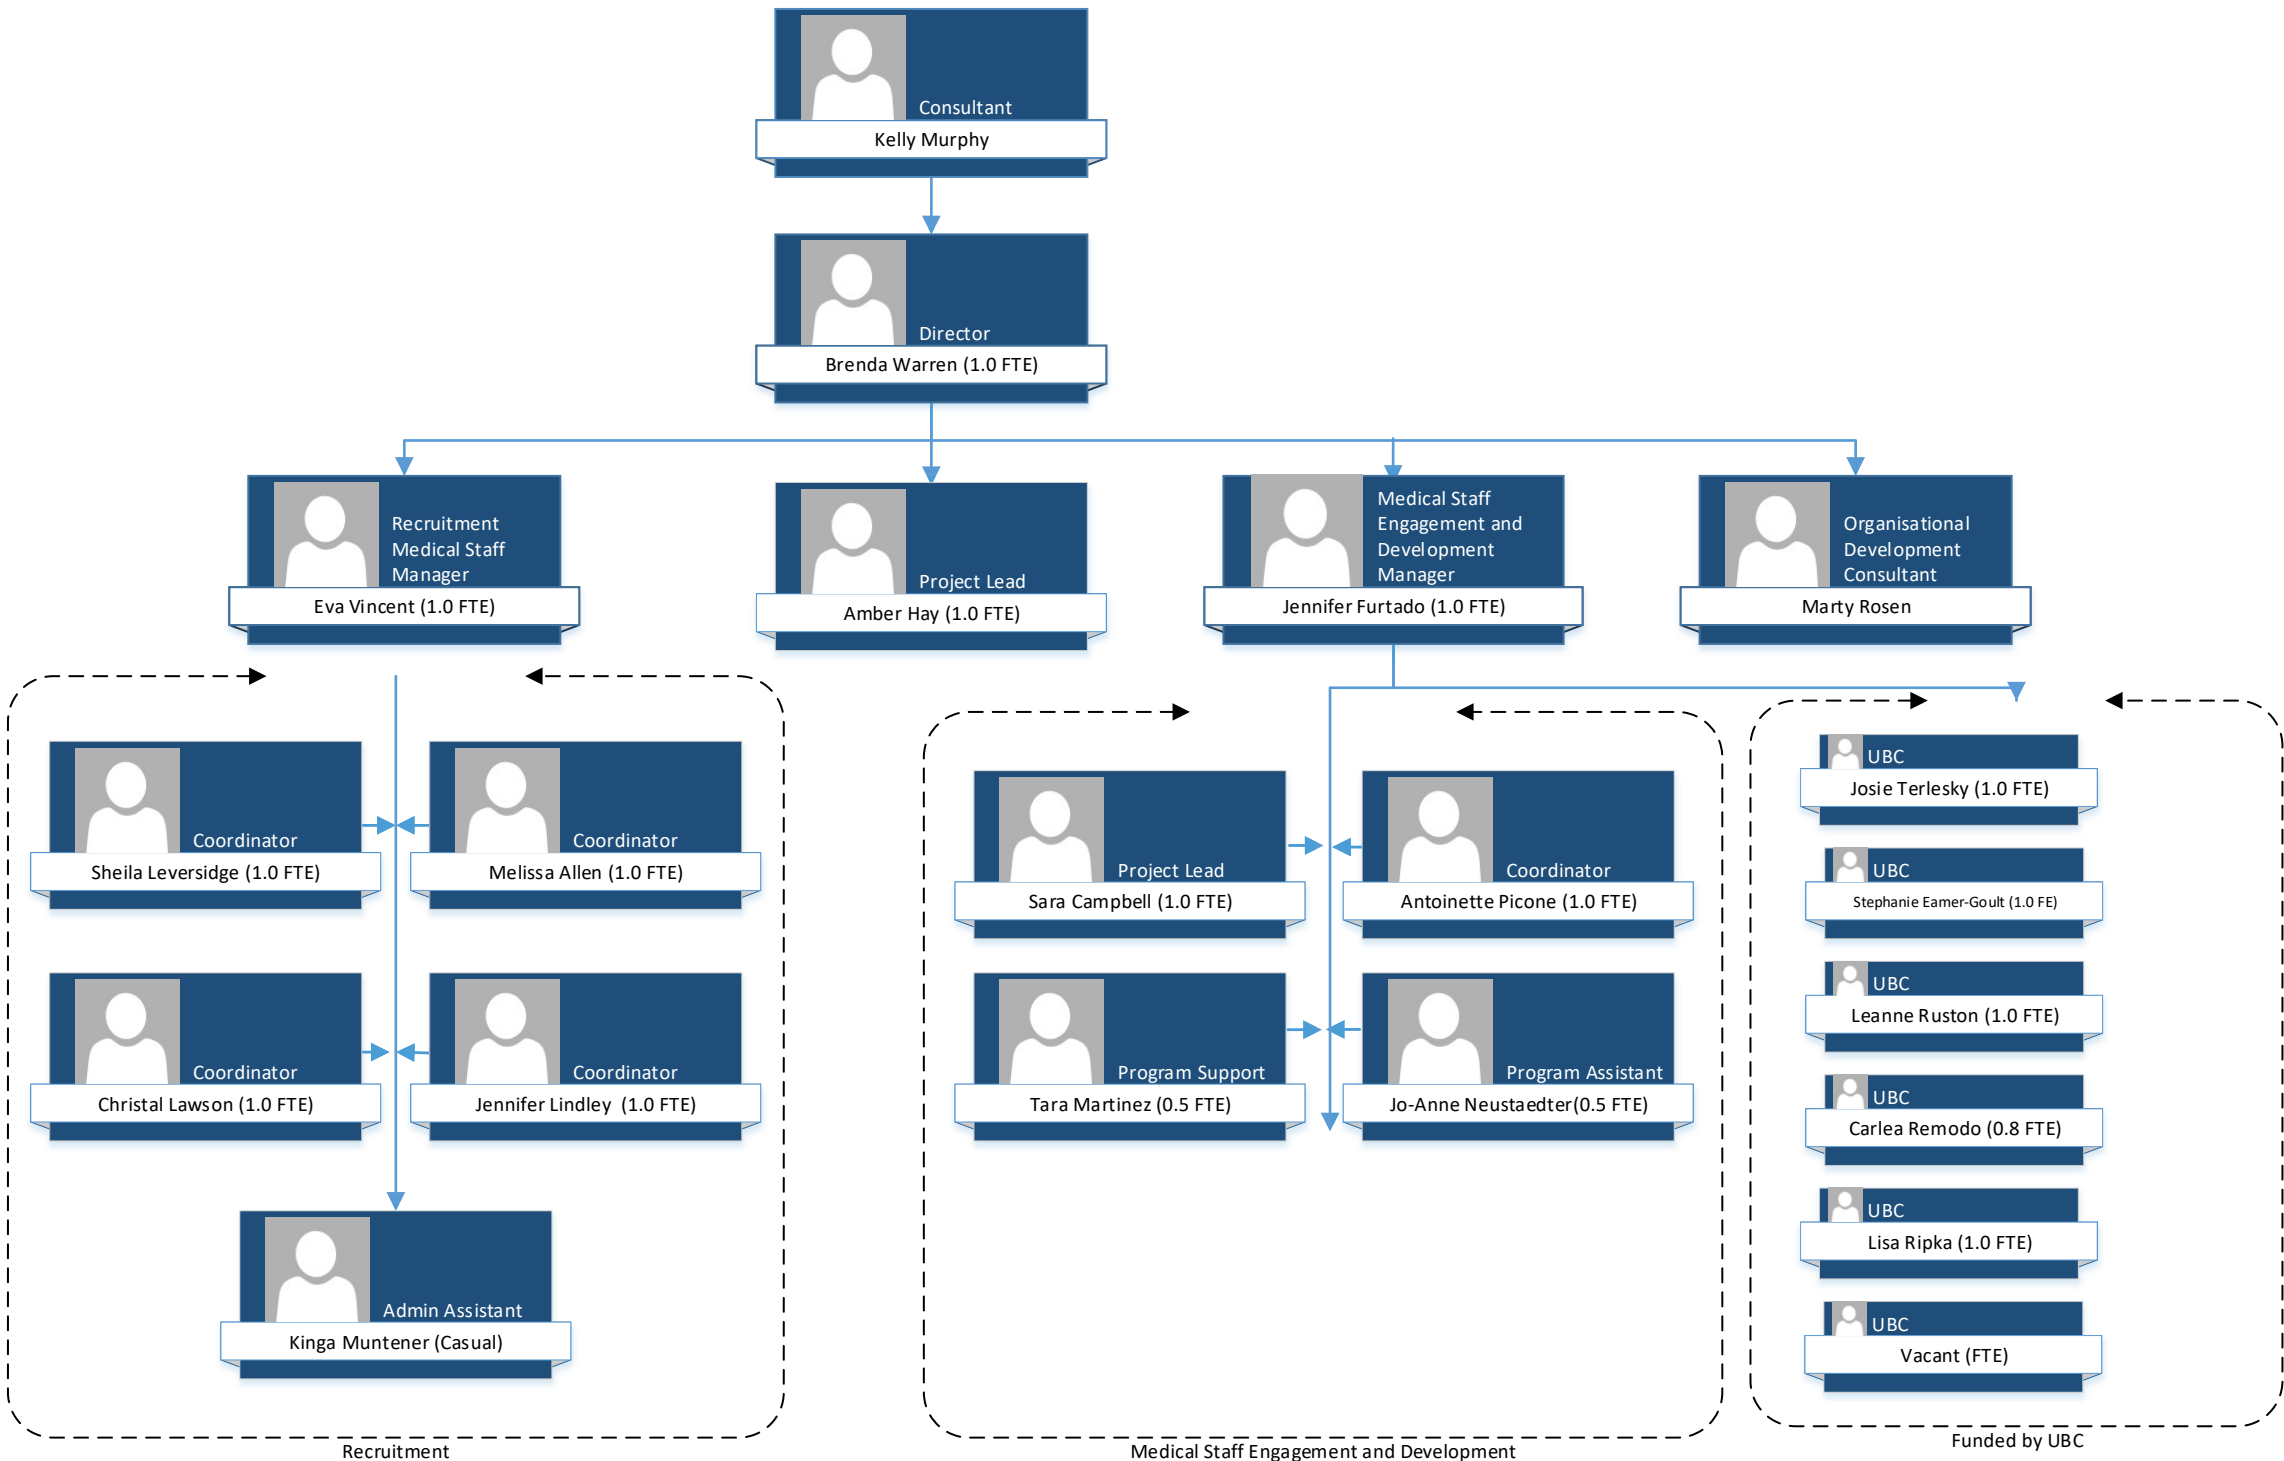 Consultant
Kelly Murphy
Director
Brenda Warren (1.0 FTE)
Recruitment
Medical Staff
Manager
Eva Vincent (1.0 FTE)
Project Lead
Amber Hay (1.0 FTE)
Medical Staff
Engagement and
Development
Manager
Jennifer Furtado (1.0 FTE)
Organisational
Development
Consultant
Marty Rosen
Coordinator
Sheila Leversidge (1.0 FTE)
Coordinator
Melissa Allen (1.0 FTE)
Coordinator
Christal Lawson (1.0 FTE)
Coordinator
Jennifer Lindley  (1.0 FTE)
Admin Assistant
Kinga Muntener (Casual)
Recruitment
Project Lead
Sara Campbell (1.0 FTE)
Coordinator
Antoinette Picone (1.0 FTE)
Program Support
Tara Martinez (0.5 FTE)
Program Assistant
Jo-Anne Neustaedter(0.5 FTE)
Medical Staff Engagement and Development
UBC
Josie Terlesky (1.0 FTE)
UBC
Stephanie Eamer-Goult (1.0 FE)
UBC
Leanne Ruston (1.0 FTE)
UBC
Carlea Remodo (0.8 FTE)
UBC
Lisa Ripka (1.0 FTE)
UBC
Vacant (FTE)
Funded by UBC